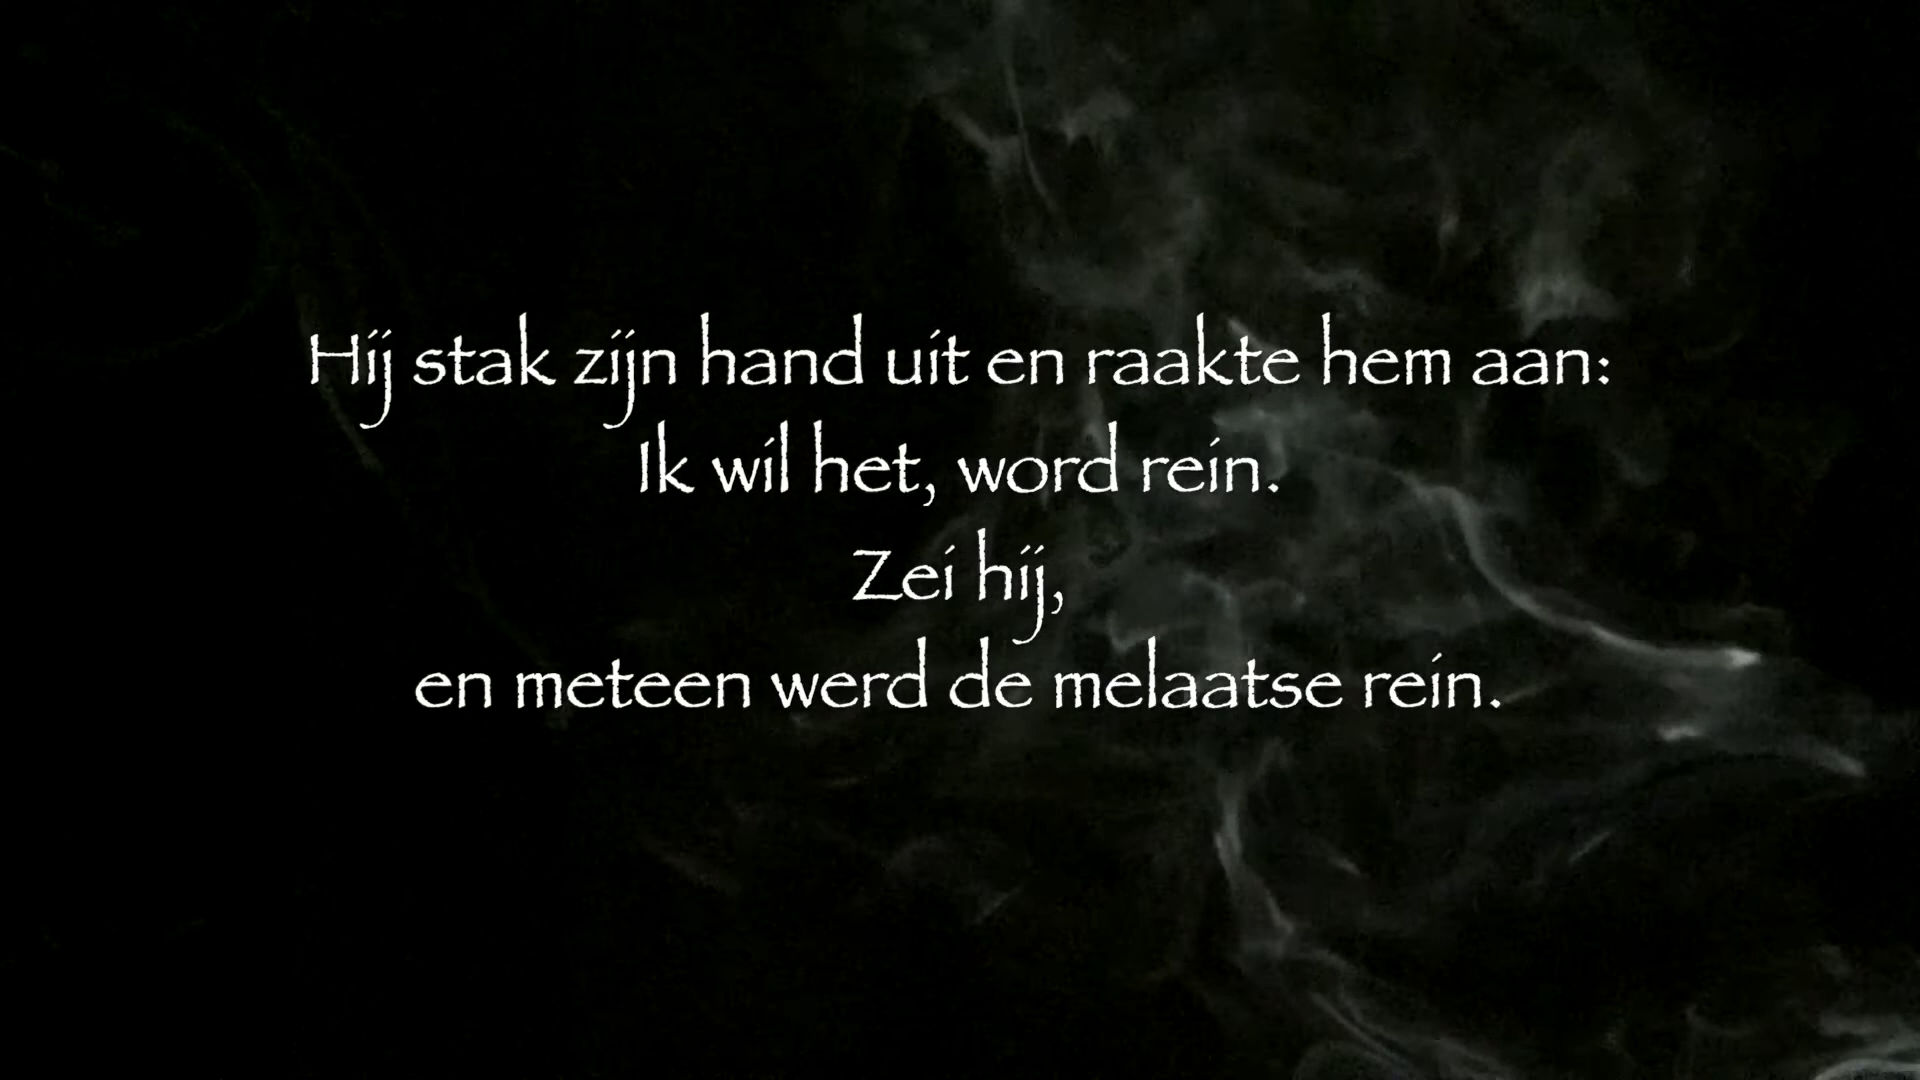 Hij stak zijn hand uit en raakte hem aan:
Ik wil het, word rein.
Zei hij,
en meteen werd de melaatse rein.